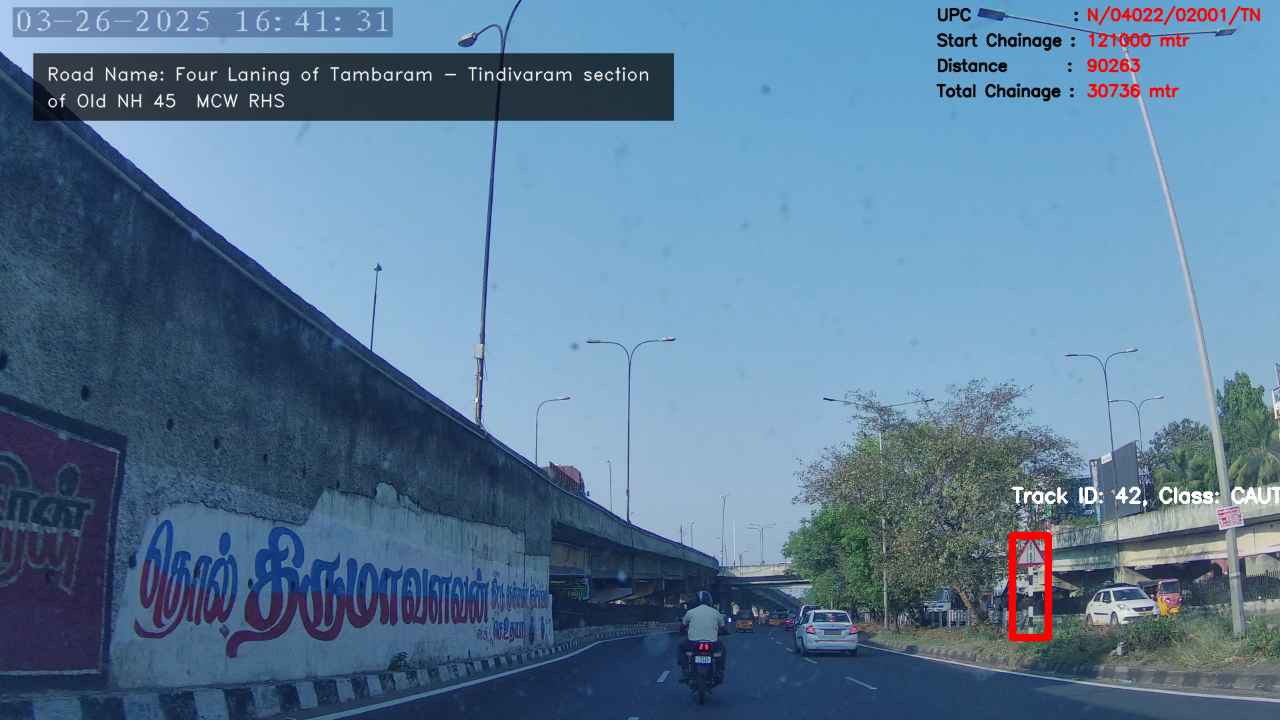 03-26-2025 16:41:31
Road Name: Four Laning of Tambaram - Tindivaram section
of Old NH 45 MCW RHS
UPC : N/04022/02001/TN
Start Chainage : 121000 mtr
Distance : 90263
Total Chainage : 30736 mtr
Track ID: 42, Class: CAUT
தொல் திருமாவளவன்